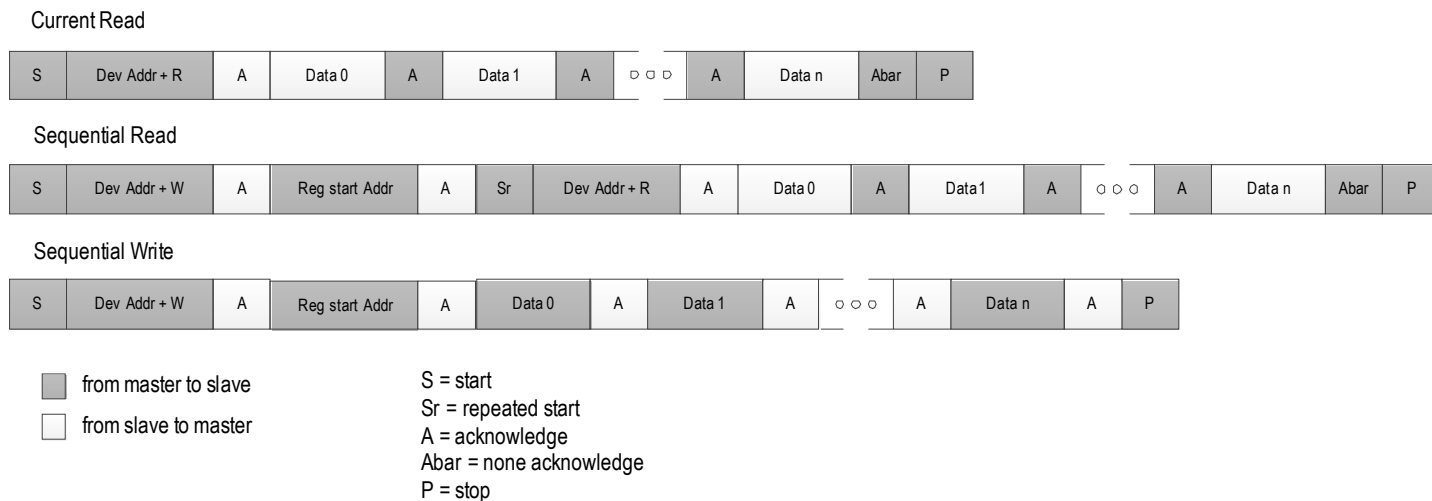 Current Read
S Dev Addr + R A Data 0 A Data 1 A A Data n Abar P
Sequential Read
S Dev Addr + W A Reg start Addr A Sr Dev Addr + R A Data 0 A Data1 A A Data n Abar P
Sequential Write
S Dev Addr + W A Reg start Addr A Data 0 A Data 1 A A Data n A P
from master to slave
from slave to master
S = start
Sr = repeated start
A = acknowledge
Abar = none acknowledge
P = stop